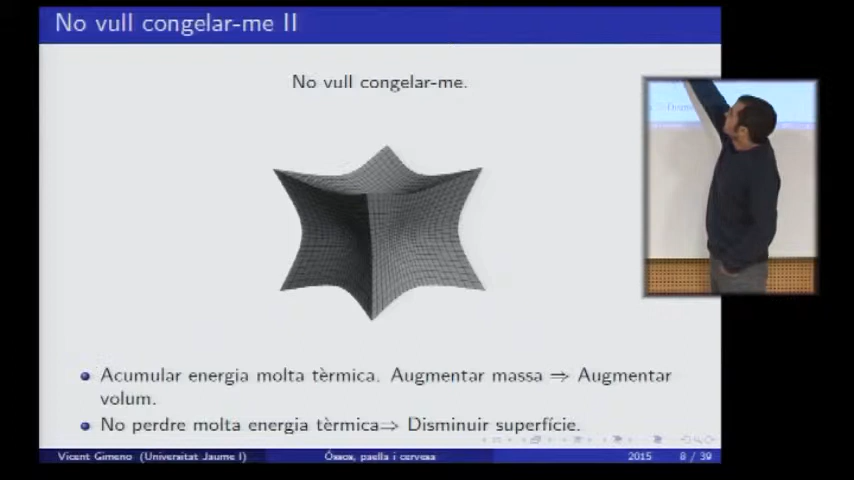 No vull congelar-me II
No vull congelar-me.
Acumular energia molta tèrmica. Augmentar massa ⇒ Augmentar
volum.
No perdre molta energia tèrmica⇒ Disminuir superfície.
Vicent Gimeno (Universitat Jaume I) Óssos, paella i cervesa 2015 8 / 39